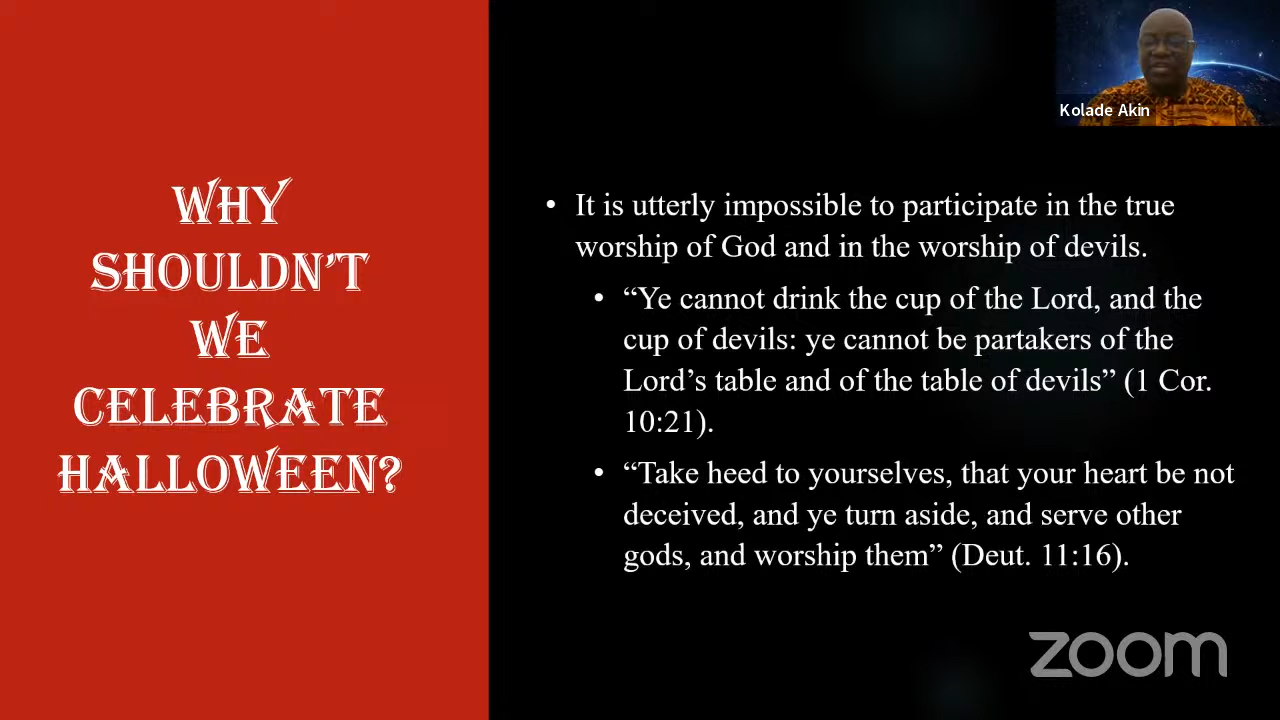 WHY
SHOULDN'T
WE
CELEBRATE
HALLOWEEN?
Kolade Akin
• It is utterly impossible to participate in the true
worship of God and in the worship of devils.
• “Ye cannot drink the cup of the Lord, and the
cup of devils: ye cannot be partakers of the
Lord’s table and of the table of devils” (1 Cor.
10:21).
• “Take heed to yourselves, that your heart be not
deceived, and ye turn aside, and serve other
gods, and worship them” (Deut. 11:16).
zoom